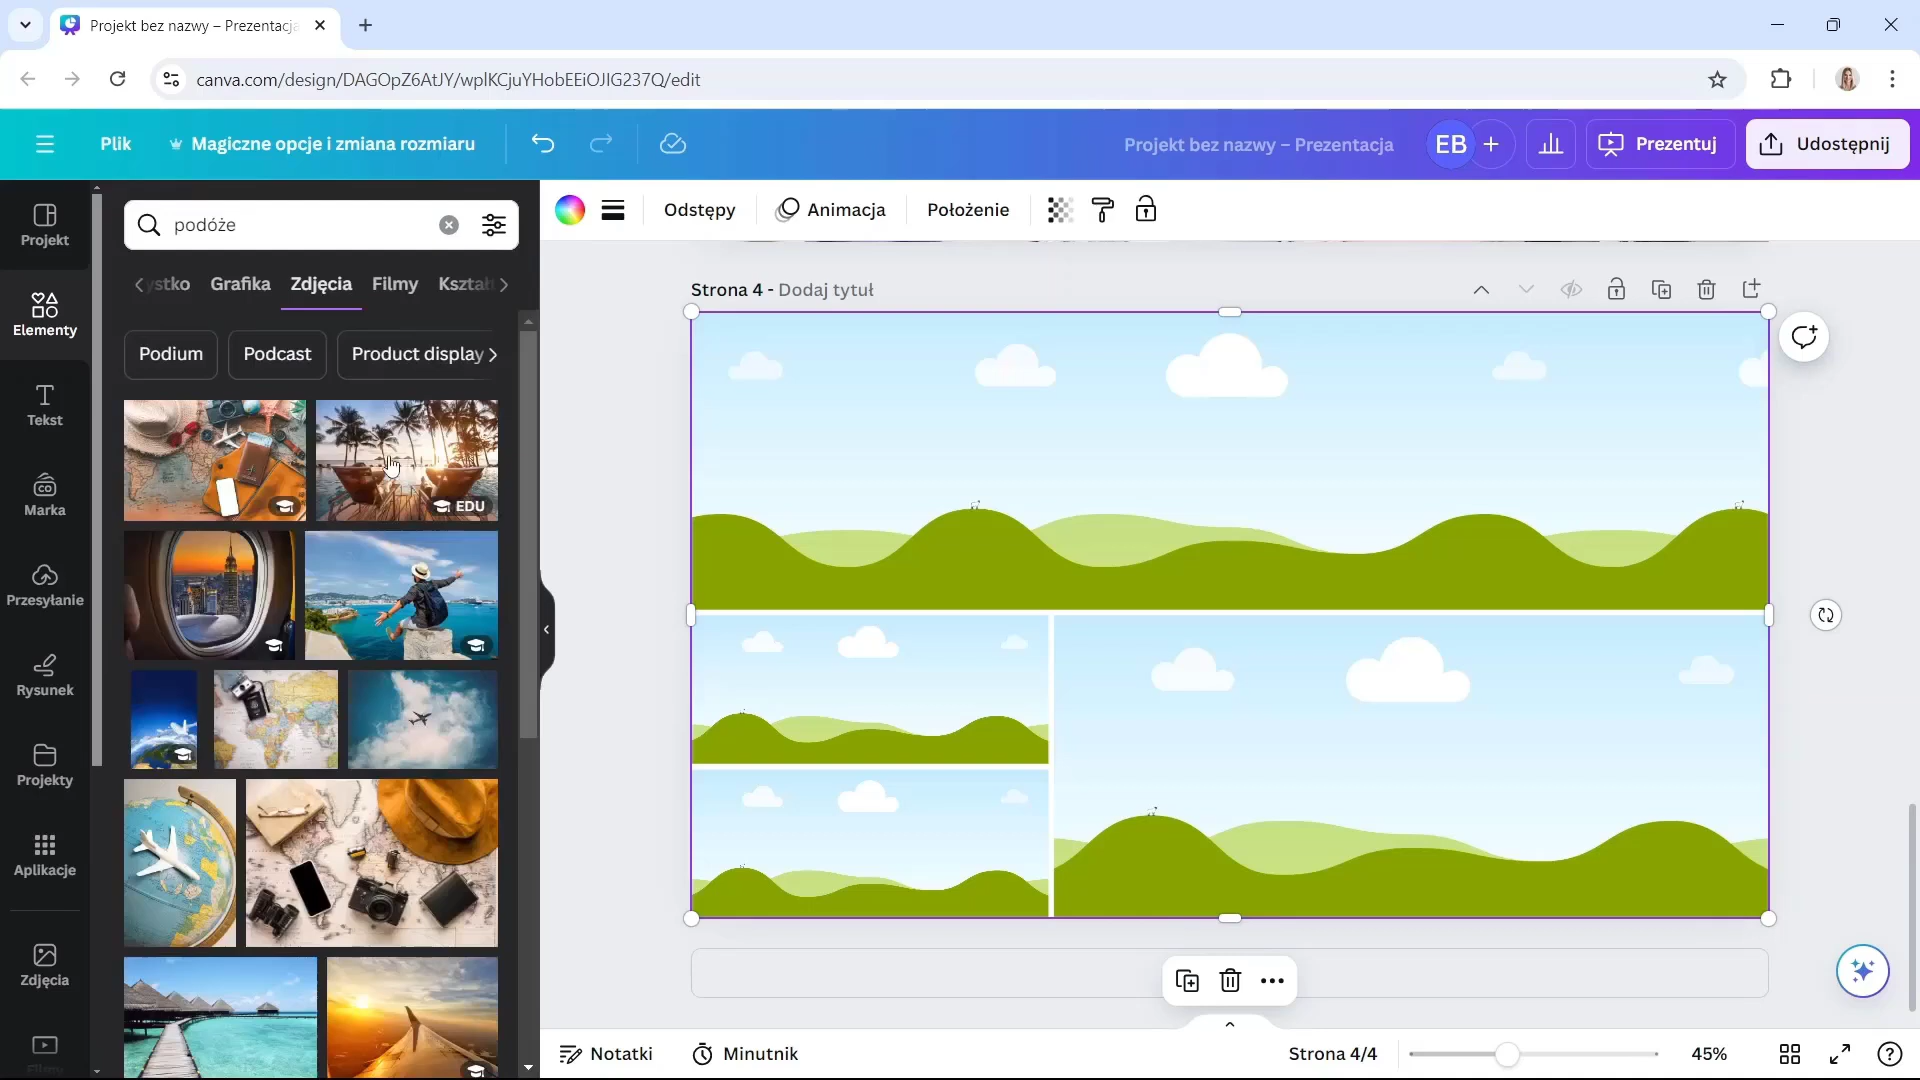 Projekt bez nazwy – Prezentacja
canva.com/design/DAGOpZ6AtJY/wplKCjuYHobEEiOJIG237Q/edit
Plik
Magiczne opcje i zmiana rozmiaru
Projekt bez nazwy – Prezentacja
EB
Prezentuj
Udostępnij
Projekt
Elementy
Tekst
Marka
Przesyłanie
Rysunek
Projekty
Aplikacje
Zdjęcia
Filmy
podóże
ystko
Grafika
Zdjęcia
Filmy
Kształ
Podium
Podcast
Product display
EDU
Odstępy
Animacja
Położenie
Strona 4 - Dodaj tytuł
Notatki
Minutnik
Strona 4/4
45%